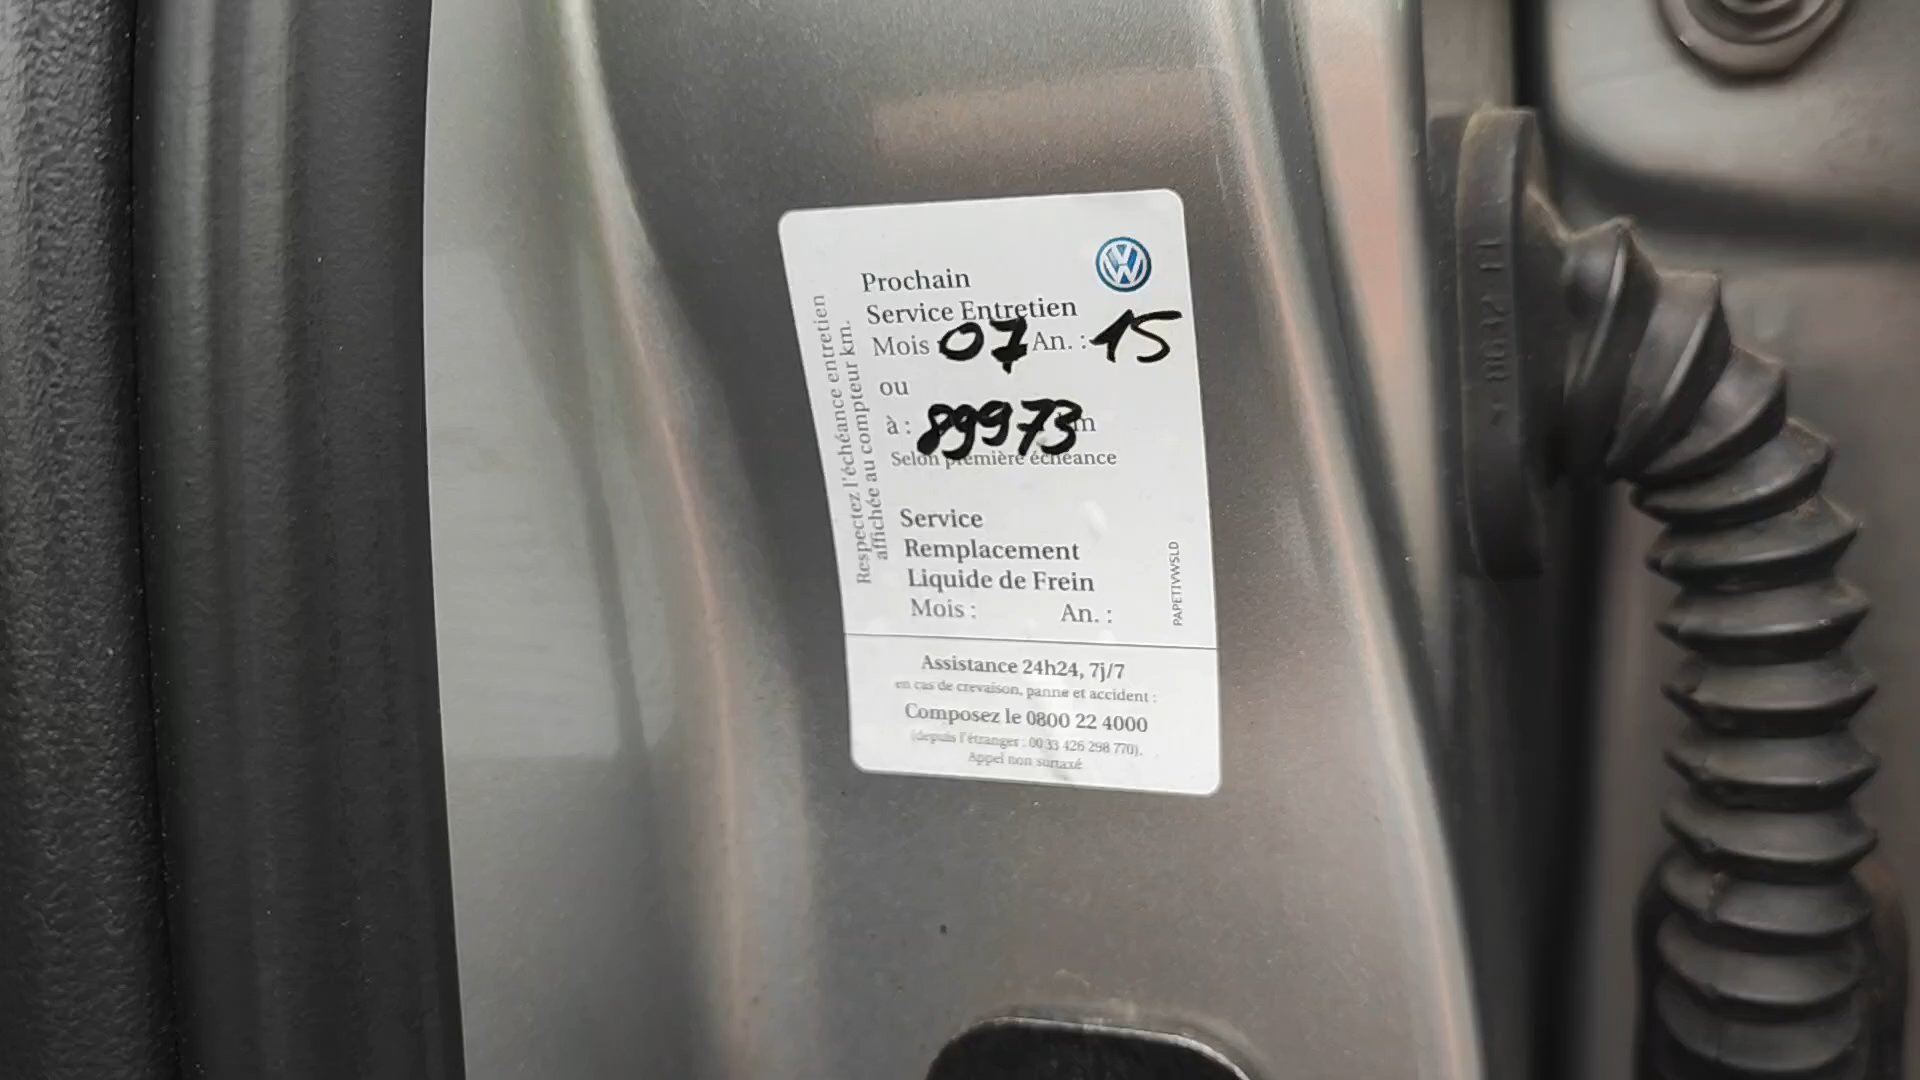 Prochain
Service Entretien
Mois 07 An. : 15
ou
à : 89973 m
Selon première échéance
Service
Remplacement
Liquide de Frein
Mois : An. :
Assistance 24h24, 7j/7
en cas de crevaison, panne et accident :
Composez le 0800 22 4000
(depuis l'étranger : 00 33 426 298 770).
Appel non surtaxé
Respectez l'échéance entretien
affichée au compteur km.
PAPETIVWSLD